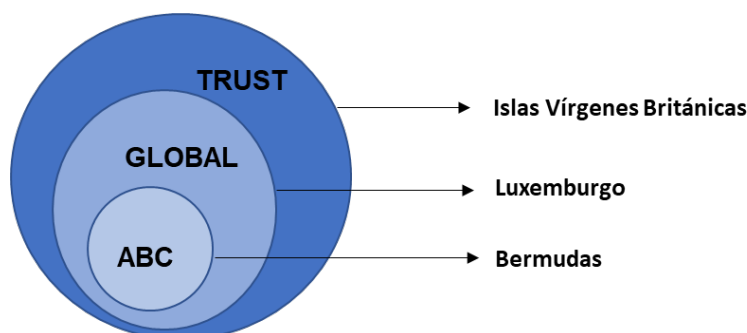 TRUST
Islas Vírgenes Británicas
GLOBAL
Luxemburgo
ABC
Bermudas